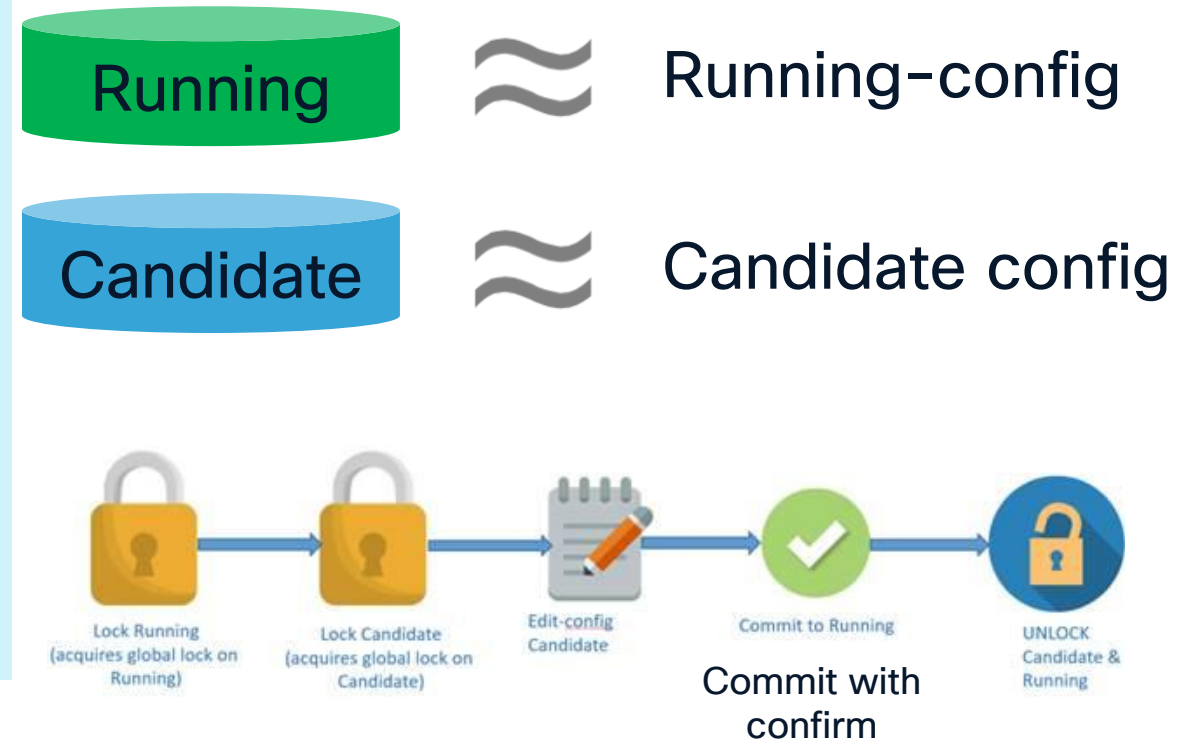 Running
Running-config
Candidate
Candidate config
Lock Running
(acquires global lock on
Running)
Lock Candidate
(acquires global lock on
Candidate)
Edit-config
Candidate
Commit to Running
Commit with
confirm
UNLOCK
Candidate &
Running